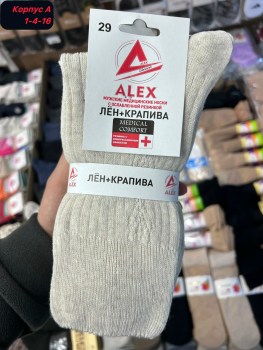 Корпус А
1-4-16
29
ALEX
МУЖСКИЕ МЕДИЦИНСКИЕ НОСКИ
С ОСЛАБЛЕННОЙ РЕЗИНКОЙ
ЛЁН+КРАПИВА
MEDICAL
COMFORT
ЛЁН+КРАПИВА
ALEX